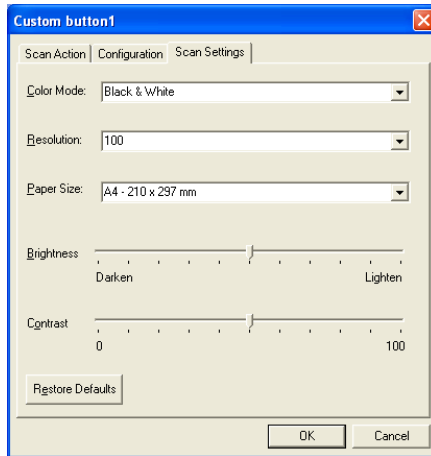 Custom button1
Scan Action Configuration Scan Settings
Color Mode: Black & White
Resolution: 100
Paper Size: A4 - 210 x 297 mm
Brightness
Darken Lighten
Contrast
0 100
Restore Defaults
OK Cancel